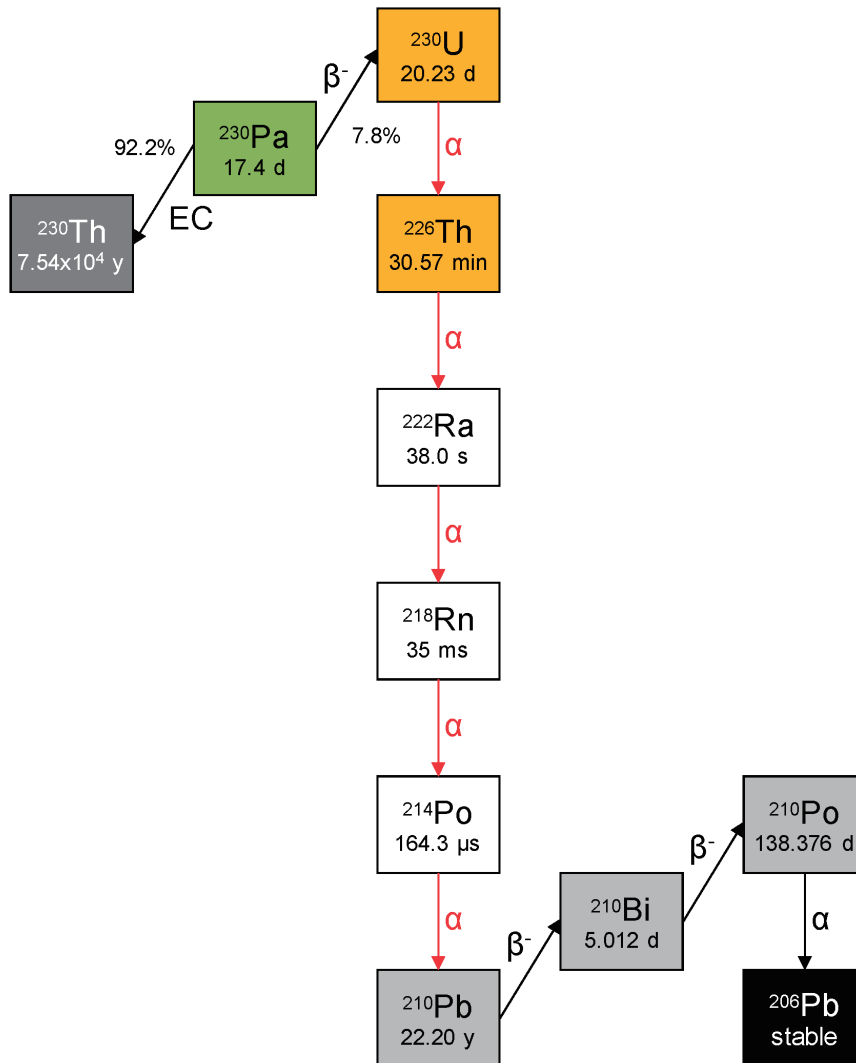 ²³⁰U
20.23 d
β⁻
²³⁰Pa
17.4 d
92.2%
7.8%
α
EC
²³⁰Th
7.54x10⁴ y
²²⁶Th
30.57 min
α
²²²Ra
38.0 s
α
²¹⁸Rn
35 ms
α
²¹⁴Po
164.3 µs
²¹⁰Po
138.376 d
β⁻
α
²¹⁰Bi
5.012 d
α
β⁻
²¹⁰Pb
22.20 y
²⁰⁶Pb
stable